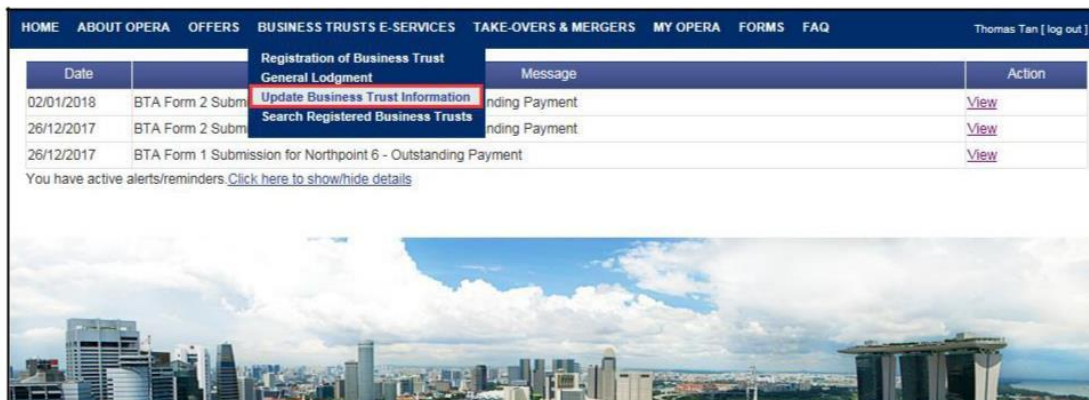 HOME ABOUT OPERA OFFERS BUSINESS TRUSTS E-SERVICES TAKE-OVERS & MERGERS MY OPERA FORMS FAQ Thomas Tan [ log out ]
Registration of Business Trust
General Lodgment
Update Business Trust Information
Search Registered Business Trusts
Date Message Action
02/01/2018 BTA Form 2 Subm nding Payment View
26/12/2017 BTA Form 2 Subm nding Payment View
26/12/2017 BTA Form 1 Submission for Northpoint 6 - Outstanding Payment View
You have active alerts/reminders.Click here to show/hide details